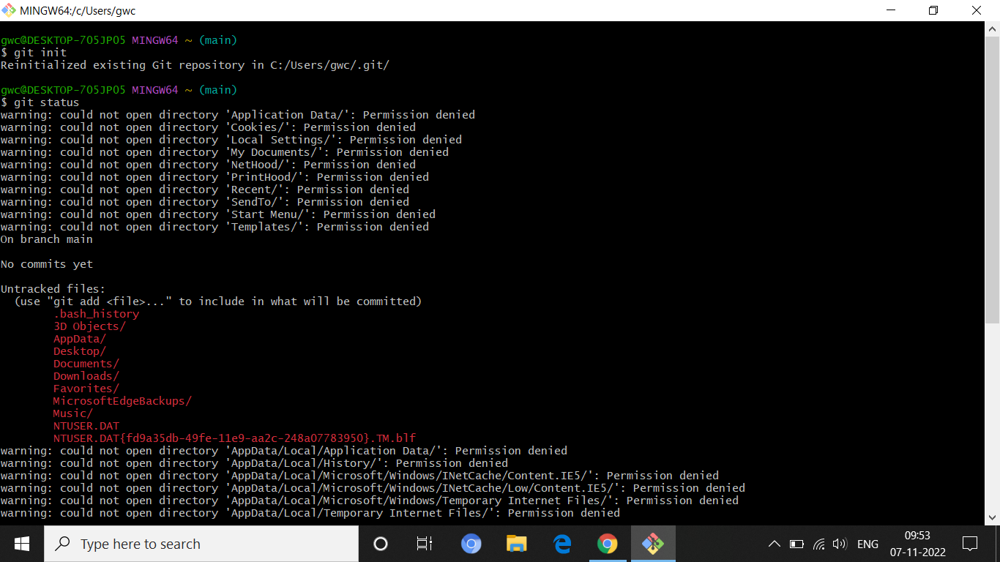 MINGW64:/c/Users/gwc
gwc@DESKTOP-705JP05 MINGW64 ~ (main)
$ git init
Reinitialized existing Git repository in C:/Users/gwc/.git/
gwc@DESKTOP-705JP05 MINGW64 ~ (main)
$ git status
warning: could not open directory 'Application Data/': Permission denied
warning: could not open directory 'Cookies/': Permission denied
warning: could not open directory 'Local Settings/': Permission denied
warning: could not open directory 'My Documents/': Permission denied
warning: could not open directory 'NetHood/': Permission denied
warning: could not open directory 'PrintHood/': Permission denied
warning: could not open directory 'Recent/': Permission denied
warning: could not open directory 'SendTo/': Permission denied
warning: could not open directory 'Start Menu/': Permission denied
warning: could not open directory 'Templates/': Permission denied
On branch main
No commits yet
Untracked files:
  (use "git add <file>..." to include in what will be committed)
        .bash_history
        3D Objects/
        AppData/
        Desktop/
        Documents/
        Downloads/
        Favorites/
        MicrosoftEdgeBackups/
        Music/
        NTUSER.DAT
        NTUSER.DAT{fd9a35db-49fe-11e9-aa2c-248a07783950}.TM.blf
warning: could not open directory 'AppData/Local/Application Data/': Permission denied
warning: could not open directory 'AppData/Local/History/': Permission denied
warning: could not open directory 'AppData/Local/Microsoft/Windows/INetCache/Content.IE5/': Permission denied
warning: could not open directory 'AppData/Local/Microsoft/Windows/INetCache/Low/Content.IE5/': Permission denied
warning: could not open directory 'AppData/Local/Microsoft/Windows/Temporary Internet Files/': Permission denied
warning: could not open directory 'AppData/Local/Temporary Internet Files/': Permission denied
Type here to search
ENG
09:53
07-11-2022